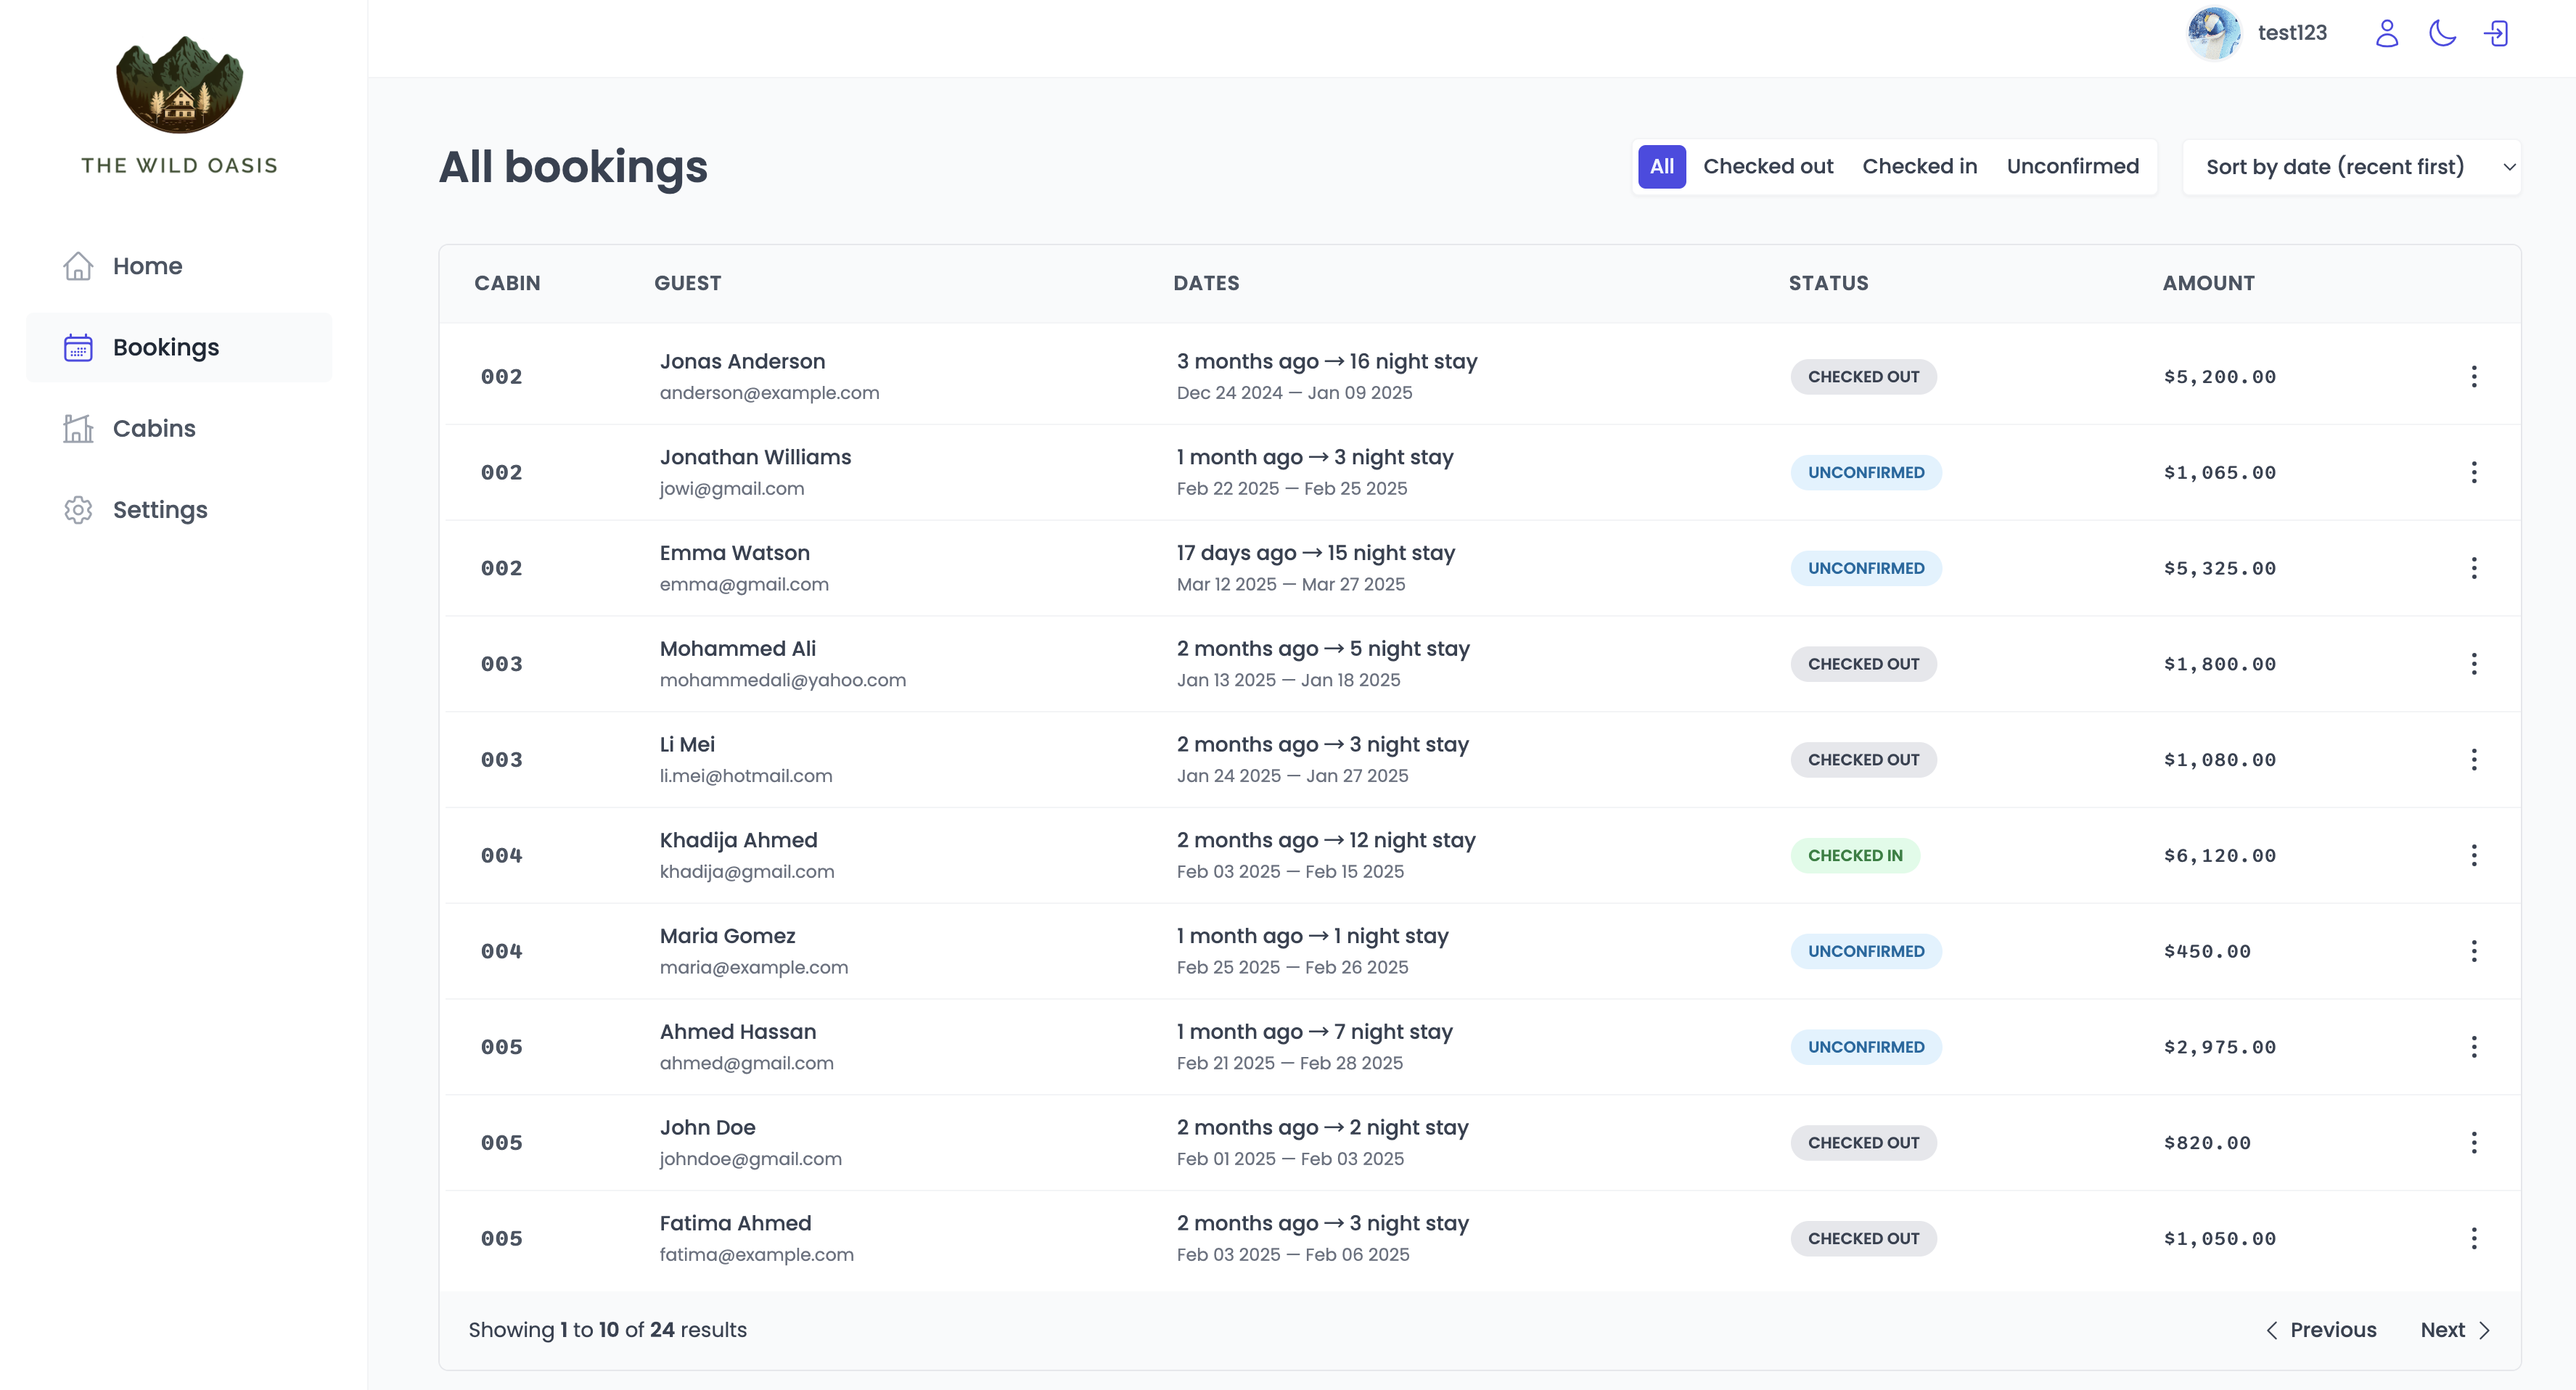 THE WILD OASIS
Home
Bookings
Cabins
Settings
test123
All bookings
All Checked out Checked in Unconfirmed
Sort by date (recent first)
CABIN GUEST DATES STATUS AMOUNT
002 Jonas Anderson 3 months ago → 16 night stay CHECKED OUT $5,200.00
anderson@example.com Dec 24 2024 — Jan 09 2025
002 Jonathan Williams 1 month ago → 3 night stay UNCONFIRMED $1,065.00
jowi@gmail.com Feb 22 2025 — Feb 25 2025
002 Emma Watson 17 days ago → 15 night stay UNCONFIRMED $5,325.00
emma@gmail.com Mar 12 2025 — Mar 27 2025
003 Mohammed Ali 2 months ago → 5 night stay CHECKED OUT $1,800.00
mohammedali@yahoo.com Jan 13 2025 — Jan 18 2025
003 Li Mei 2 months ago → 3 night stay CHECKED OUT $1,080.00
li.mei@hotmail.com Jan 24 2025 — Jan 27 2025
004 Khadija Ahmed 2 months ago → 12 night stay CHECKED IN $6,120.00
khadija@gmail.com Feb 03 2025 — Feb 15 2025
004 Maria Gomez 1 month ago → 1 night stay UNCONFIRMED $450.00
maria@example.com Feb 25 2025 — Feb 26 2025
005 Ahmed Hassan 1 month ago → 7 night stay UNCONFIRMED $2,975.00
ahmed@gmail.com Feb 21 2025 — Feb 28 2025
005 John Doe 2 months ago → 2 night stay CHECKED OUT $820.00
johndoe@gmail.com Feb 01 2025 — Feb 03 2025
005 Fatima Ahmed 2 months ago → 3 night stay CHECKED OUT $1,050.00
fatima@example.com Feb 03 2025 — Feb 06 2025
Showing 1 to 10 of 24 results
Previous Next